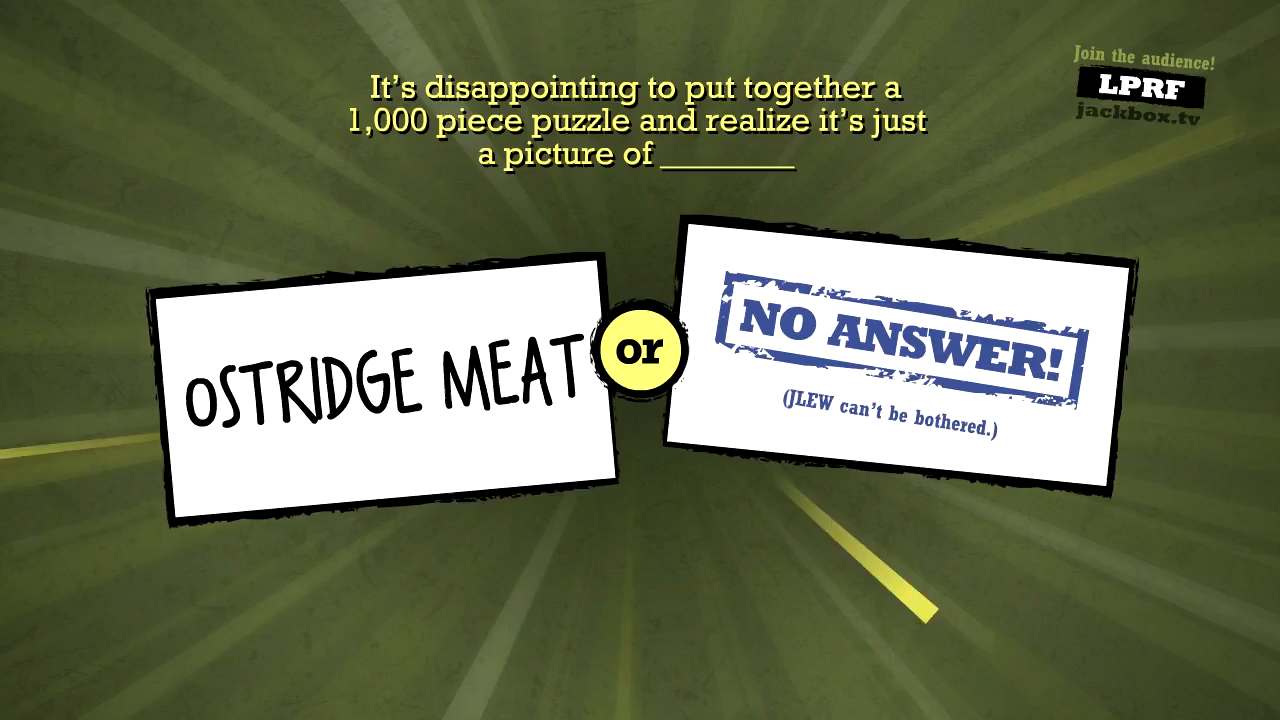 Join the audience!
LPRF
jackbox.tv
It's disappointing to put together a
1,000 piece puzzle and realize it's just
a picture of ________
OSTRIDGE MEAT
or
NO ANSWER!
(JLEW can't be bothered.)